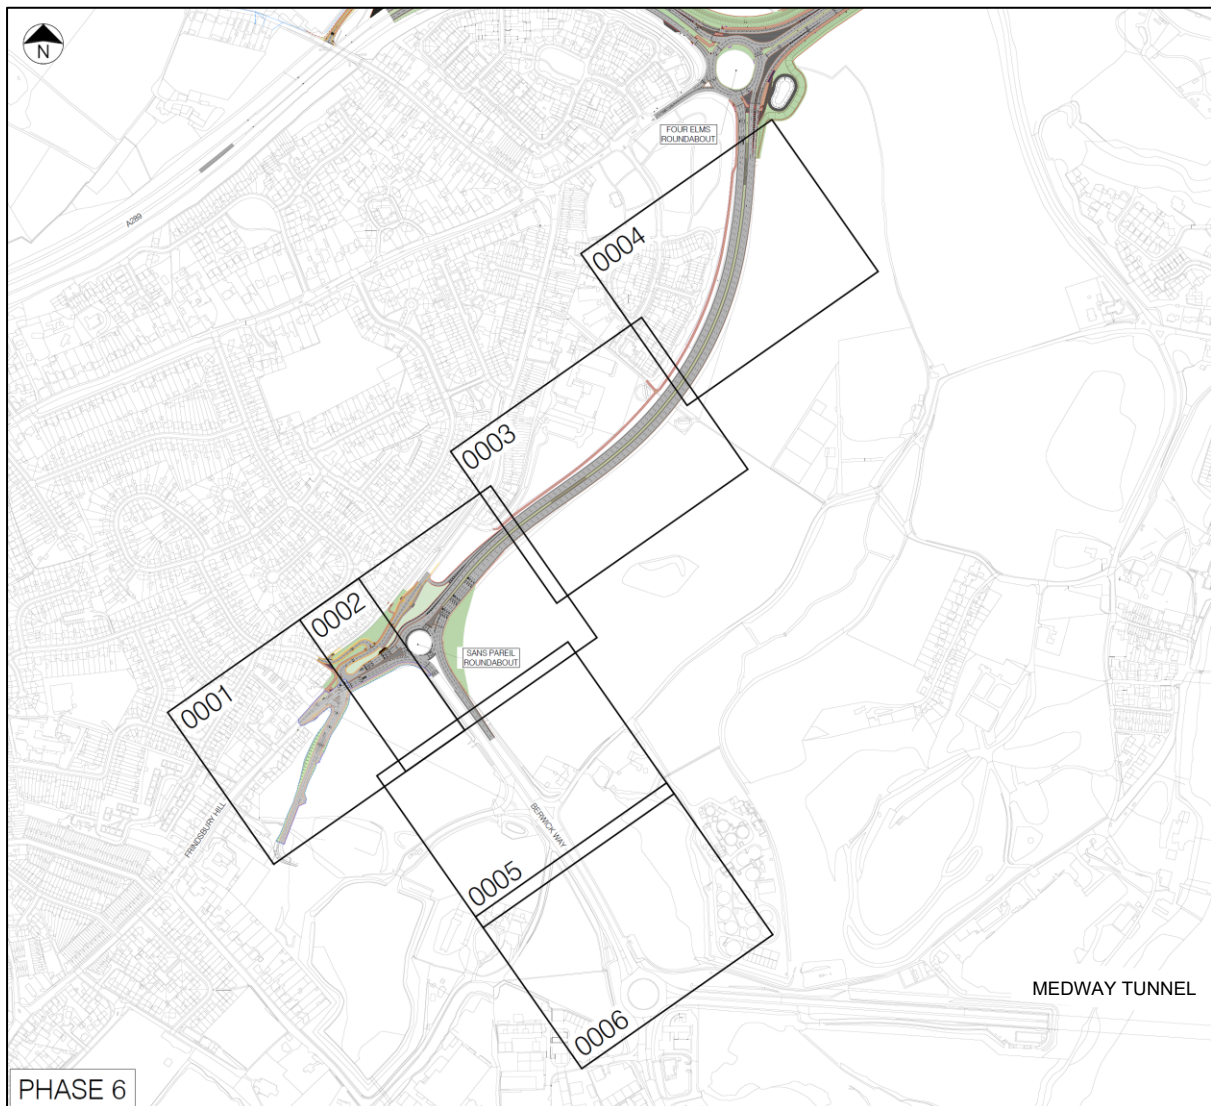 N
FOUR ELMS
ROUNDABOUT
A289
0004
0003
0002
SANS PAREIL
ROUNDABOUT
0001
FRINDSBURY HILL
BERWICK WAY
0005
MEDWAY TUNNEL
0006
PHASE 6